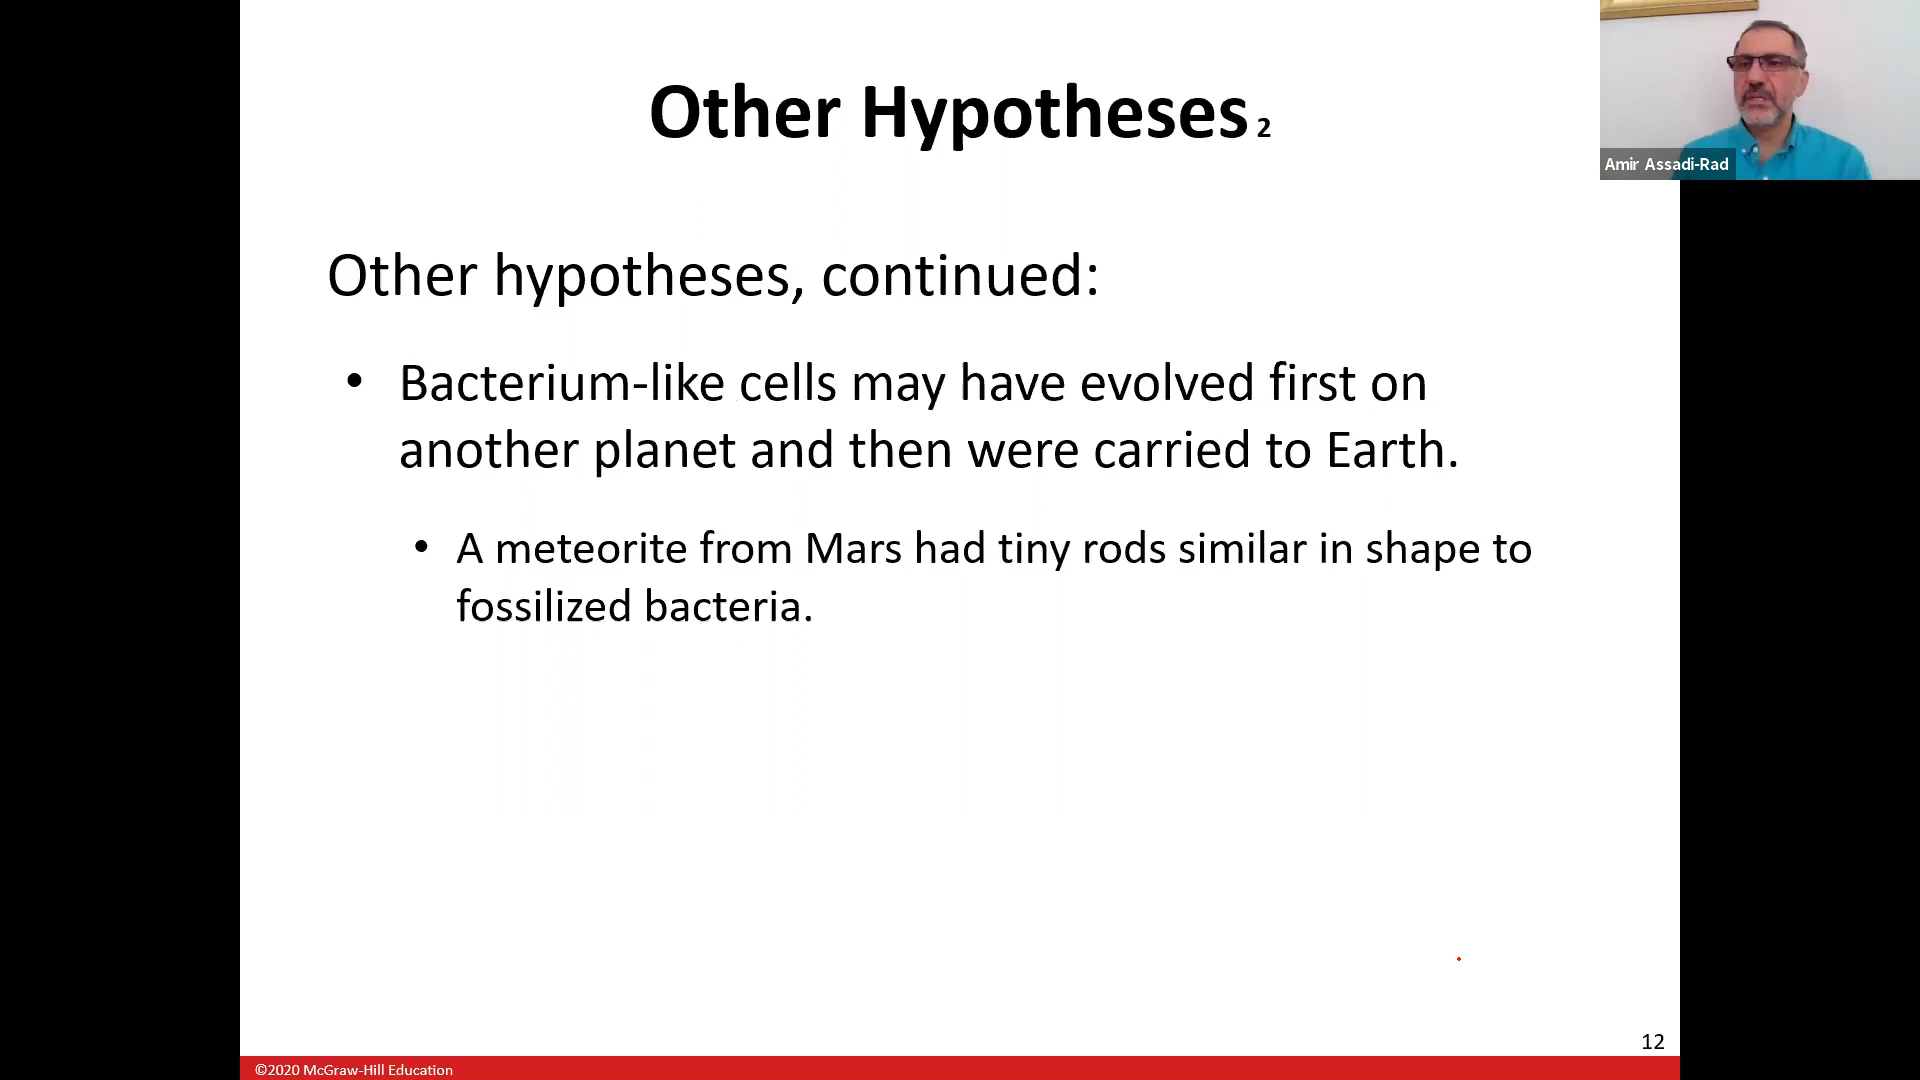 Other Hypotheses 2
Amir Assadi-Rad
Other hypotheses, continued:
• Bacterium-like cells may have evolved first on
another planet and then were carried to Earth.
• A meteorite from Mars had tiny rods similar in shape to
fossilized bacteria.
12
©2020 McGraw-Hill Education